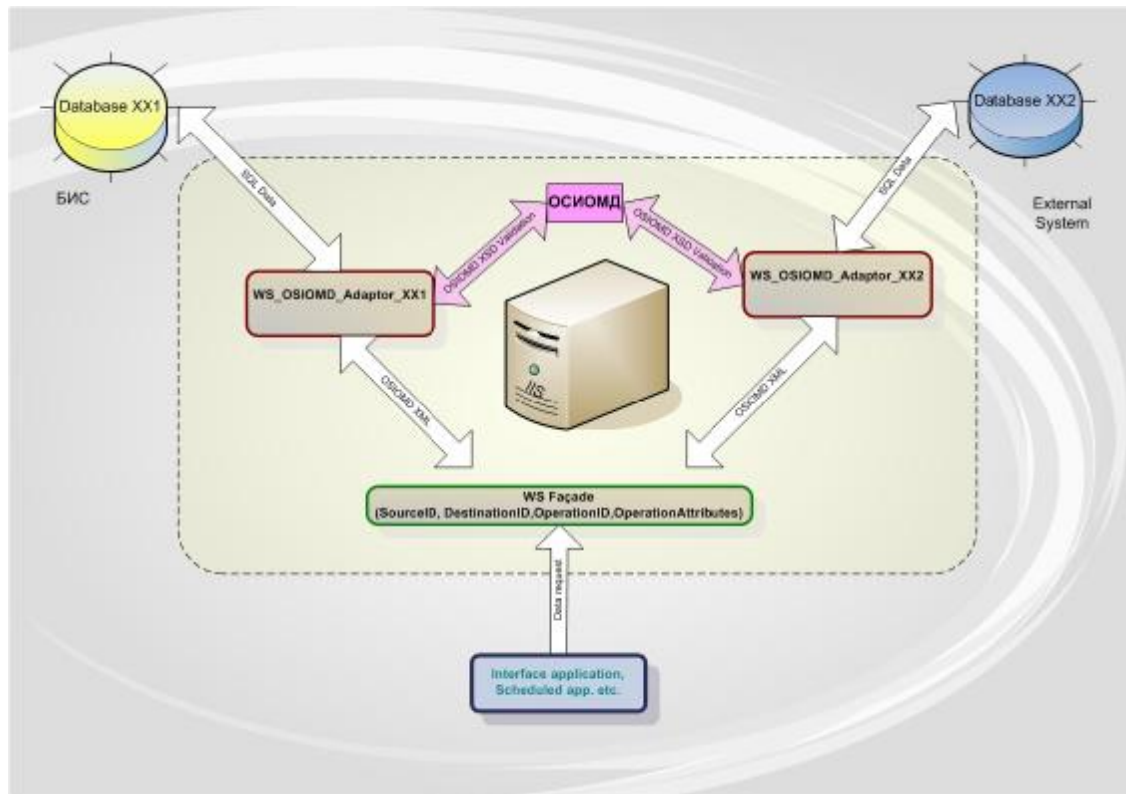 Database XX1
Database XX2
БИС
External
System
SQL Data
SQL Data
ОСИОМД
OSIOMD XSD Validation
OSIOMD XSD Validation
WS_OSIOMD_Adaptor_XX1
WS_OSIOMD_Adaptor_XX2
IIS
OSIOMD XML
OSIOMD XML
WS Façade
(SourceID, DestinationID,OperationID,OperationAttributes)
Data request
Interface application,
Scheduled app. etc.